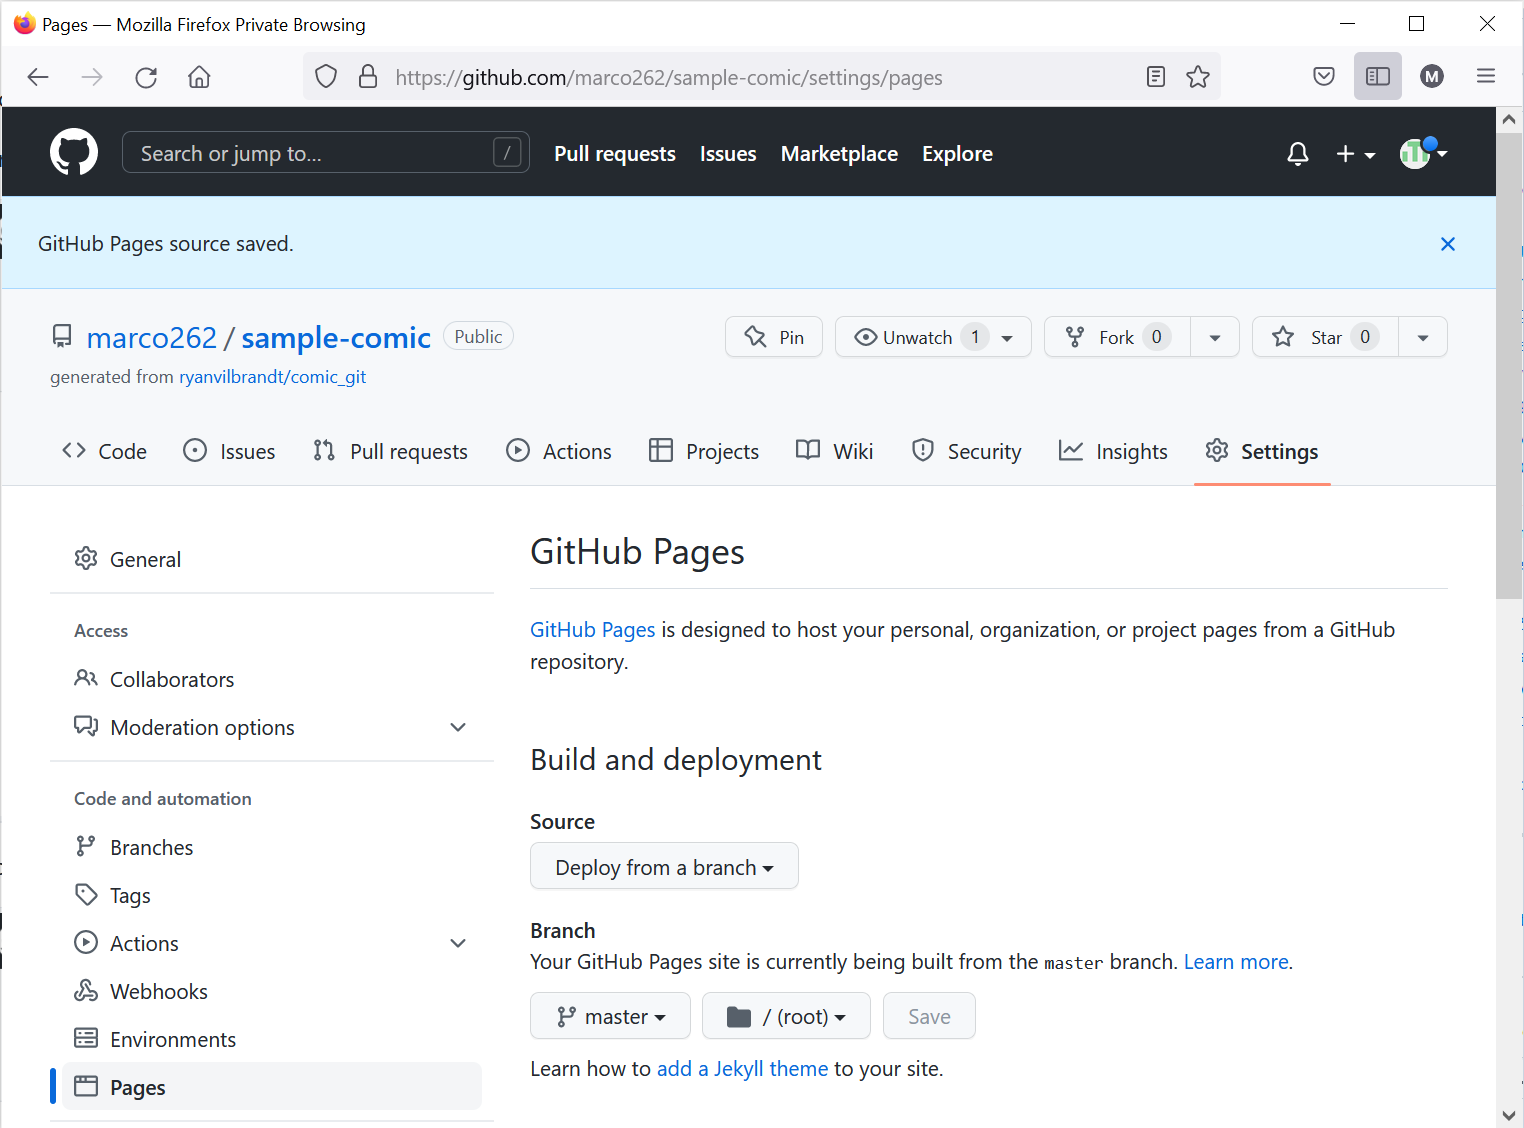 Pages — Mozilla Firefox Private Browsing
https://github.com/marco262/sample-comic/settings/pages
M
Search or jump to... /
Pull requests Issues Marketplace Explore
GitHub Pages source saved.
marco262 / sample-comic Public
Pin
Unwatch 1
Fork 0
Star 0
generated from ryanvilbrandt/comic_git
Code Issues Pull requests Actions Projects Wiki Security Insights Settings
General
Access
Collaborators
Moderation options
Code and automation
Branches
Tags
Actions
Webhooks
Environments
Pages
GitHub Pages
GitHub Pages is designed to host your personal, organization, or project pages from a GitHub
repository.
Build and deployment
Source
Deploy from a branch
Branch
Your GitHub Pages site is currently being built from the master branch. Learn more.
master / (root) Save
Learn how to add a Jekyll theme to your site.